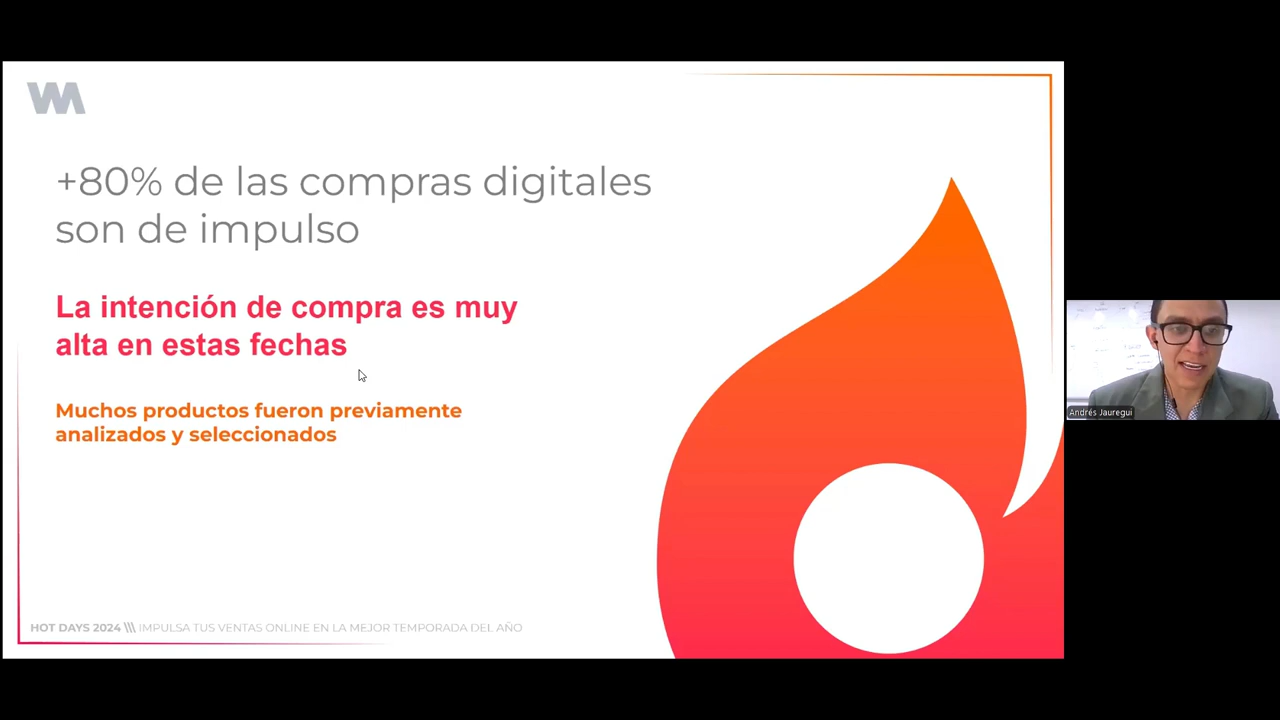 WA
+80% de las compras digitales
son de impulso
La intención de compra es muy
alta en estas fechas
Muchos productos fueron previamente
analizados y seleccionados
HOT DAYS 2024 \\\ IMPULSA TUS VENTAS ONLINE EN LA MEJOR TEMPORADA DEL AÑO
Andrés Jauregui